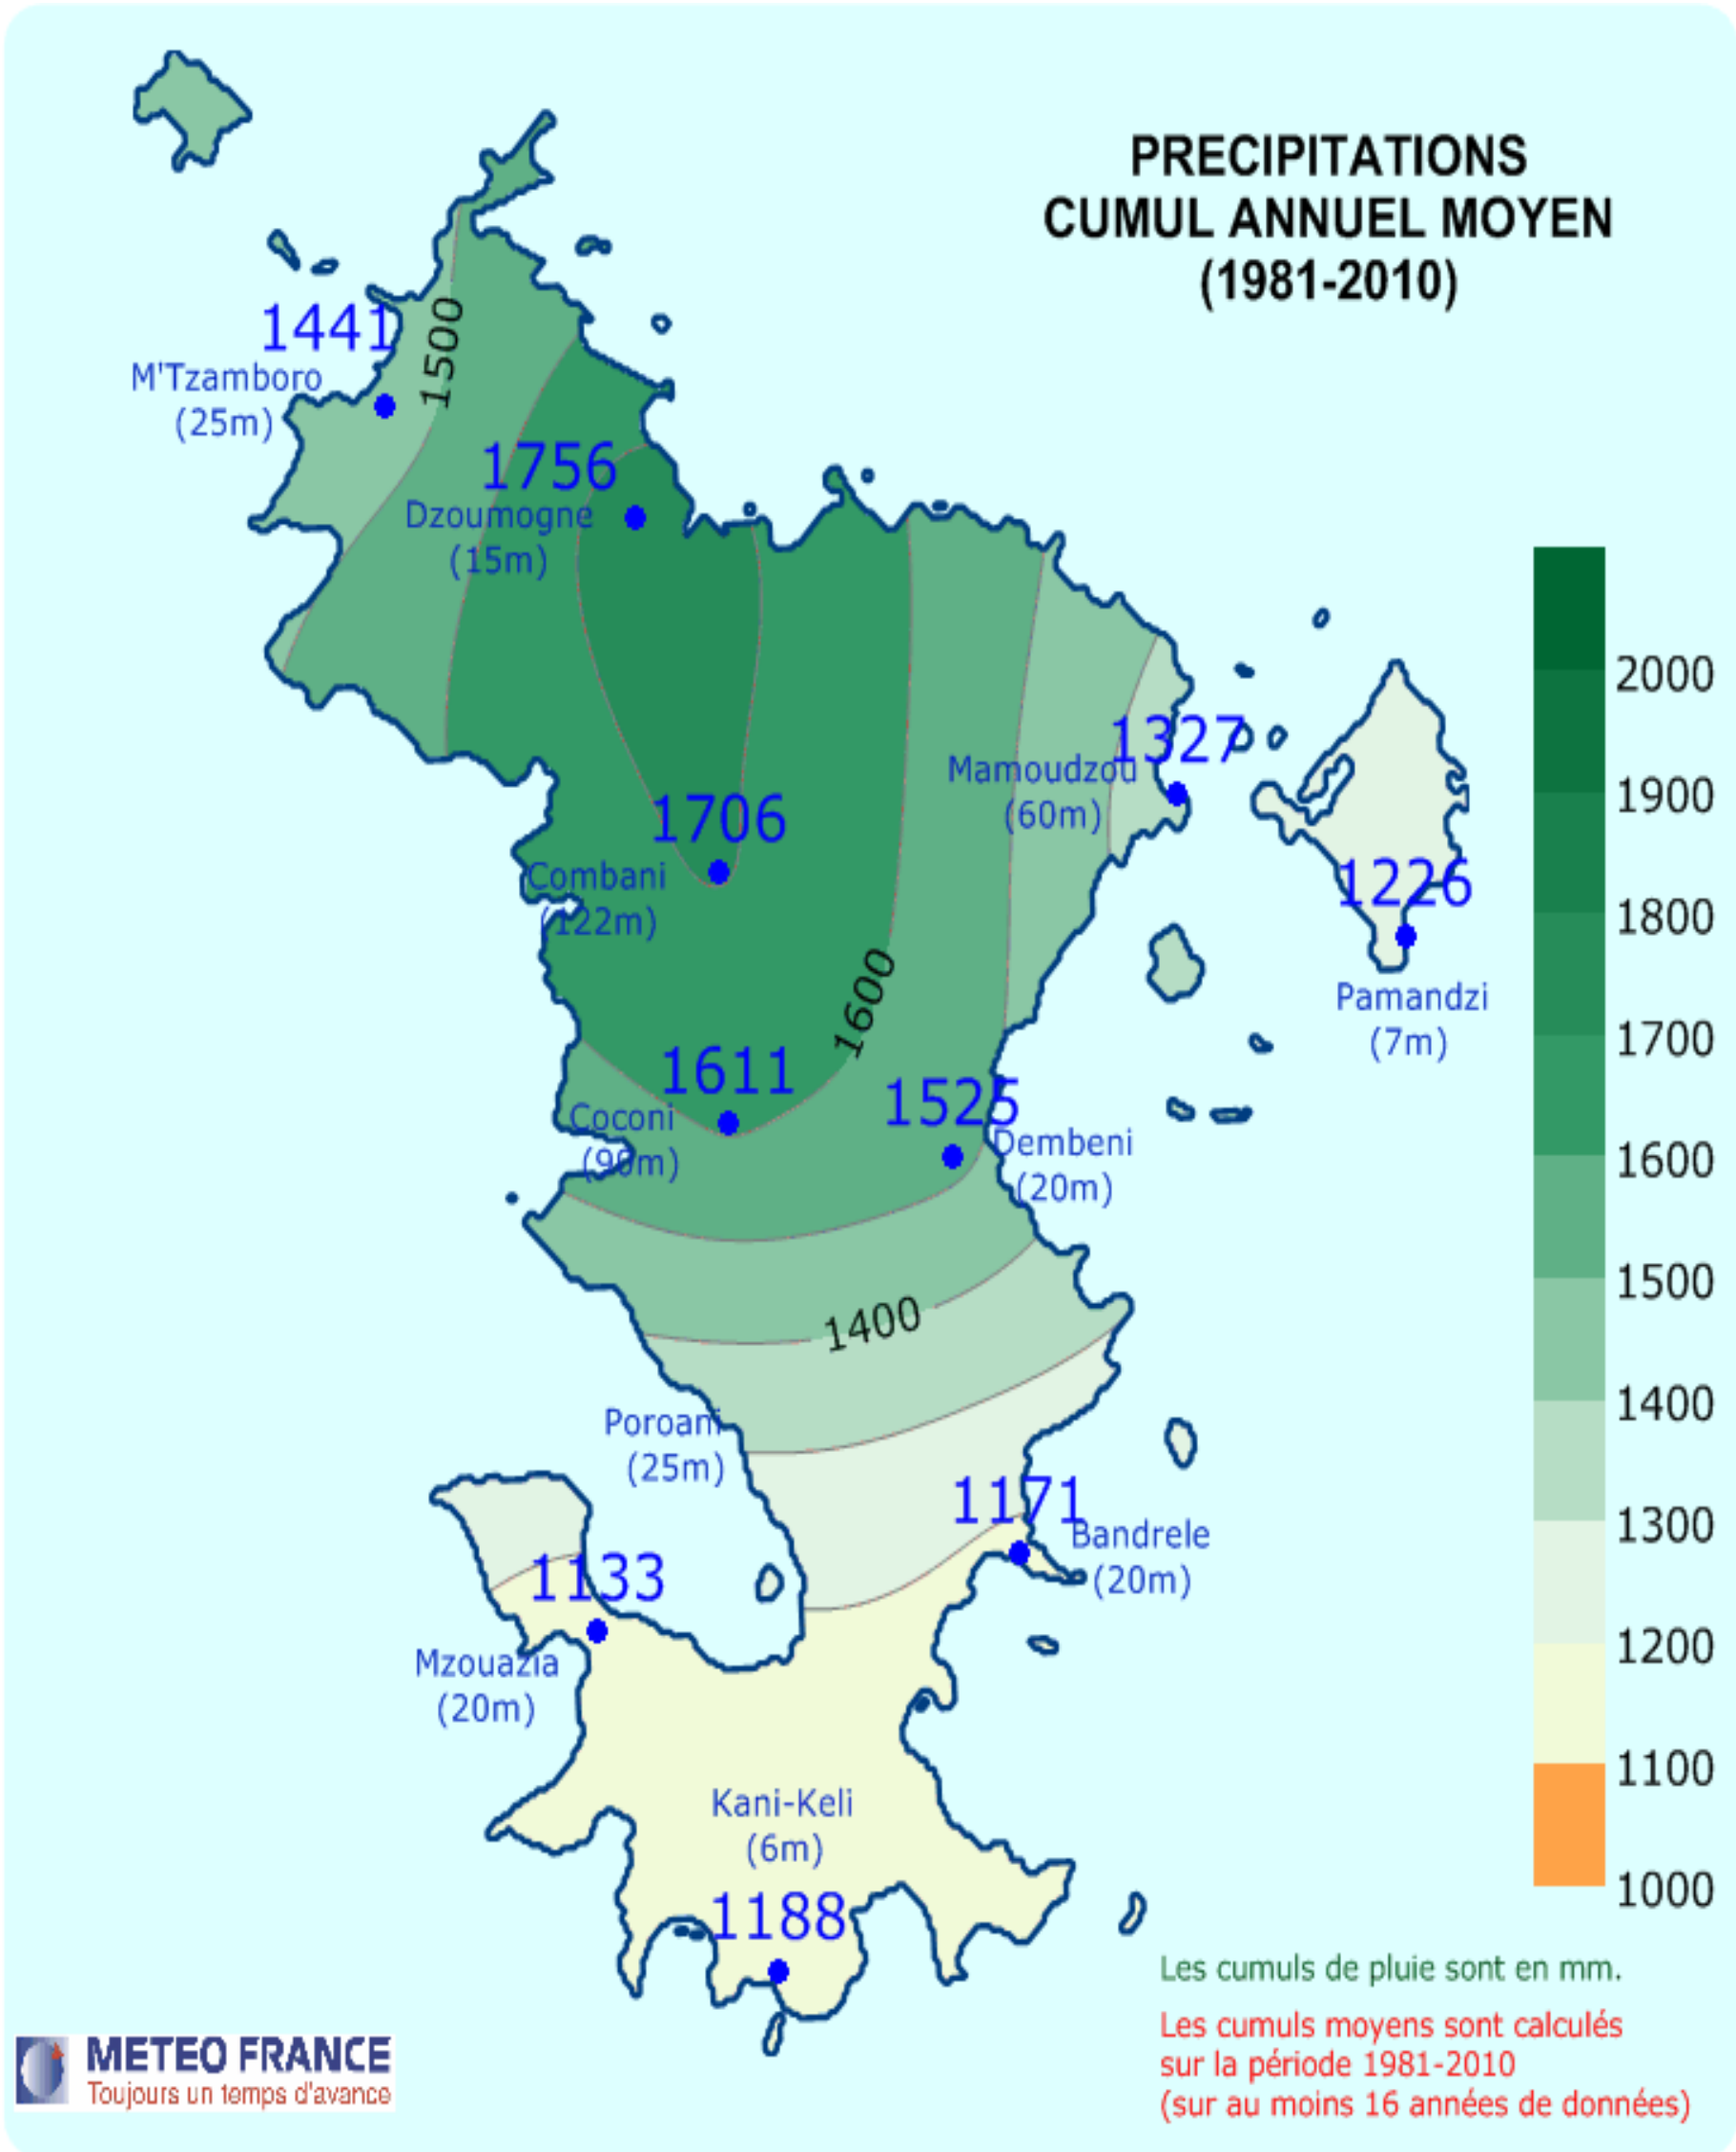 PRECIPITATIONS
CUMUL ANNUEL MOYEN
(1981-2010)
1441
M'Tzamboro
(25m)
1500
1756
Dzoumogne
(15m)
1327
Mamoudzou
(60m)
1706
Combani
(122m)
1226
Pamandzi
(7m)
1600
1611
Coconi
(90m)
1525
Dembeni
(20m)
1400
Poroani
(25m)
1171
Bandrele
(20m)
1133
Mzouazia
(20m)
Kani-Keli
(6m)
1188
2000
1900
1800
1700
1600
1500
1400
1300
1200
1100
1000
Les cumuls de pluie sont en mm.
Les cumuls moyens sont calculés
sur la période 1981-2010
(sur au moins 16 années de données)
METEO FRANCE
Toujours un temps d'avance